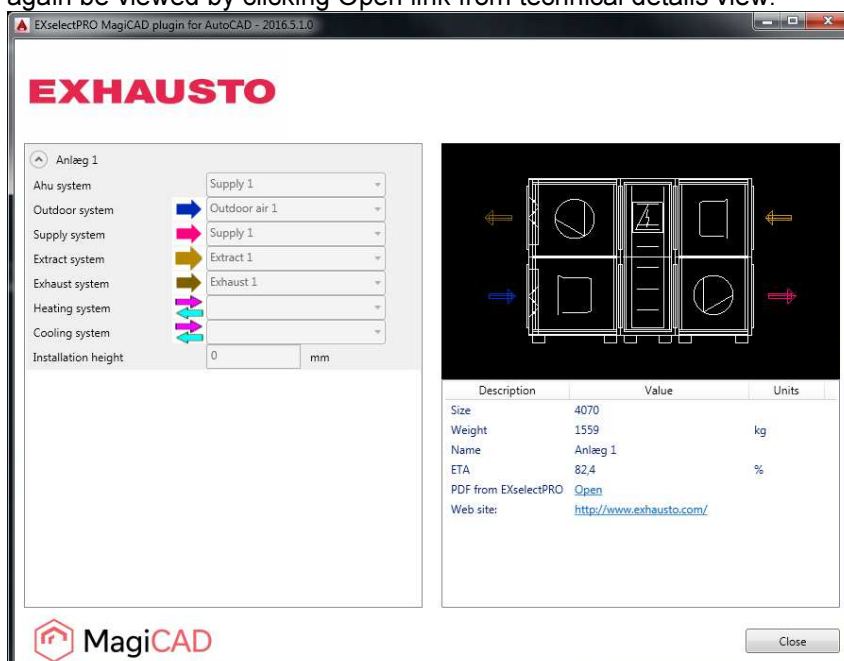 again be viewed by clicking Open link from technical details view.
EXselectPRO MagiCAD plugin for AutoCAD - 2016.5.1.0
EXHAUSTO
Anlæg 1
Ahu system Supply 1
Outdoor system Outdoor air 1
Supply system Supply 1
Extract system Extract 1
Exhaust system Exhaust 1
Heating system
Cooling system
Installation height 0 mm
Description Value Units
Size 4070
Weight 1559 kg
Name Anlæg 1
ETA 82,4 %
PDF from EXselectPRO Open
Web site: http://www.exhausto.com/
MagiCAD
Close